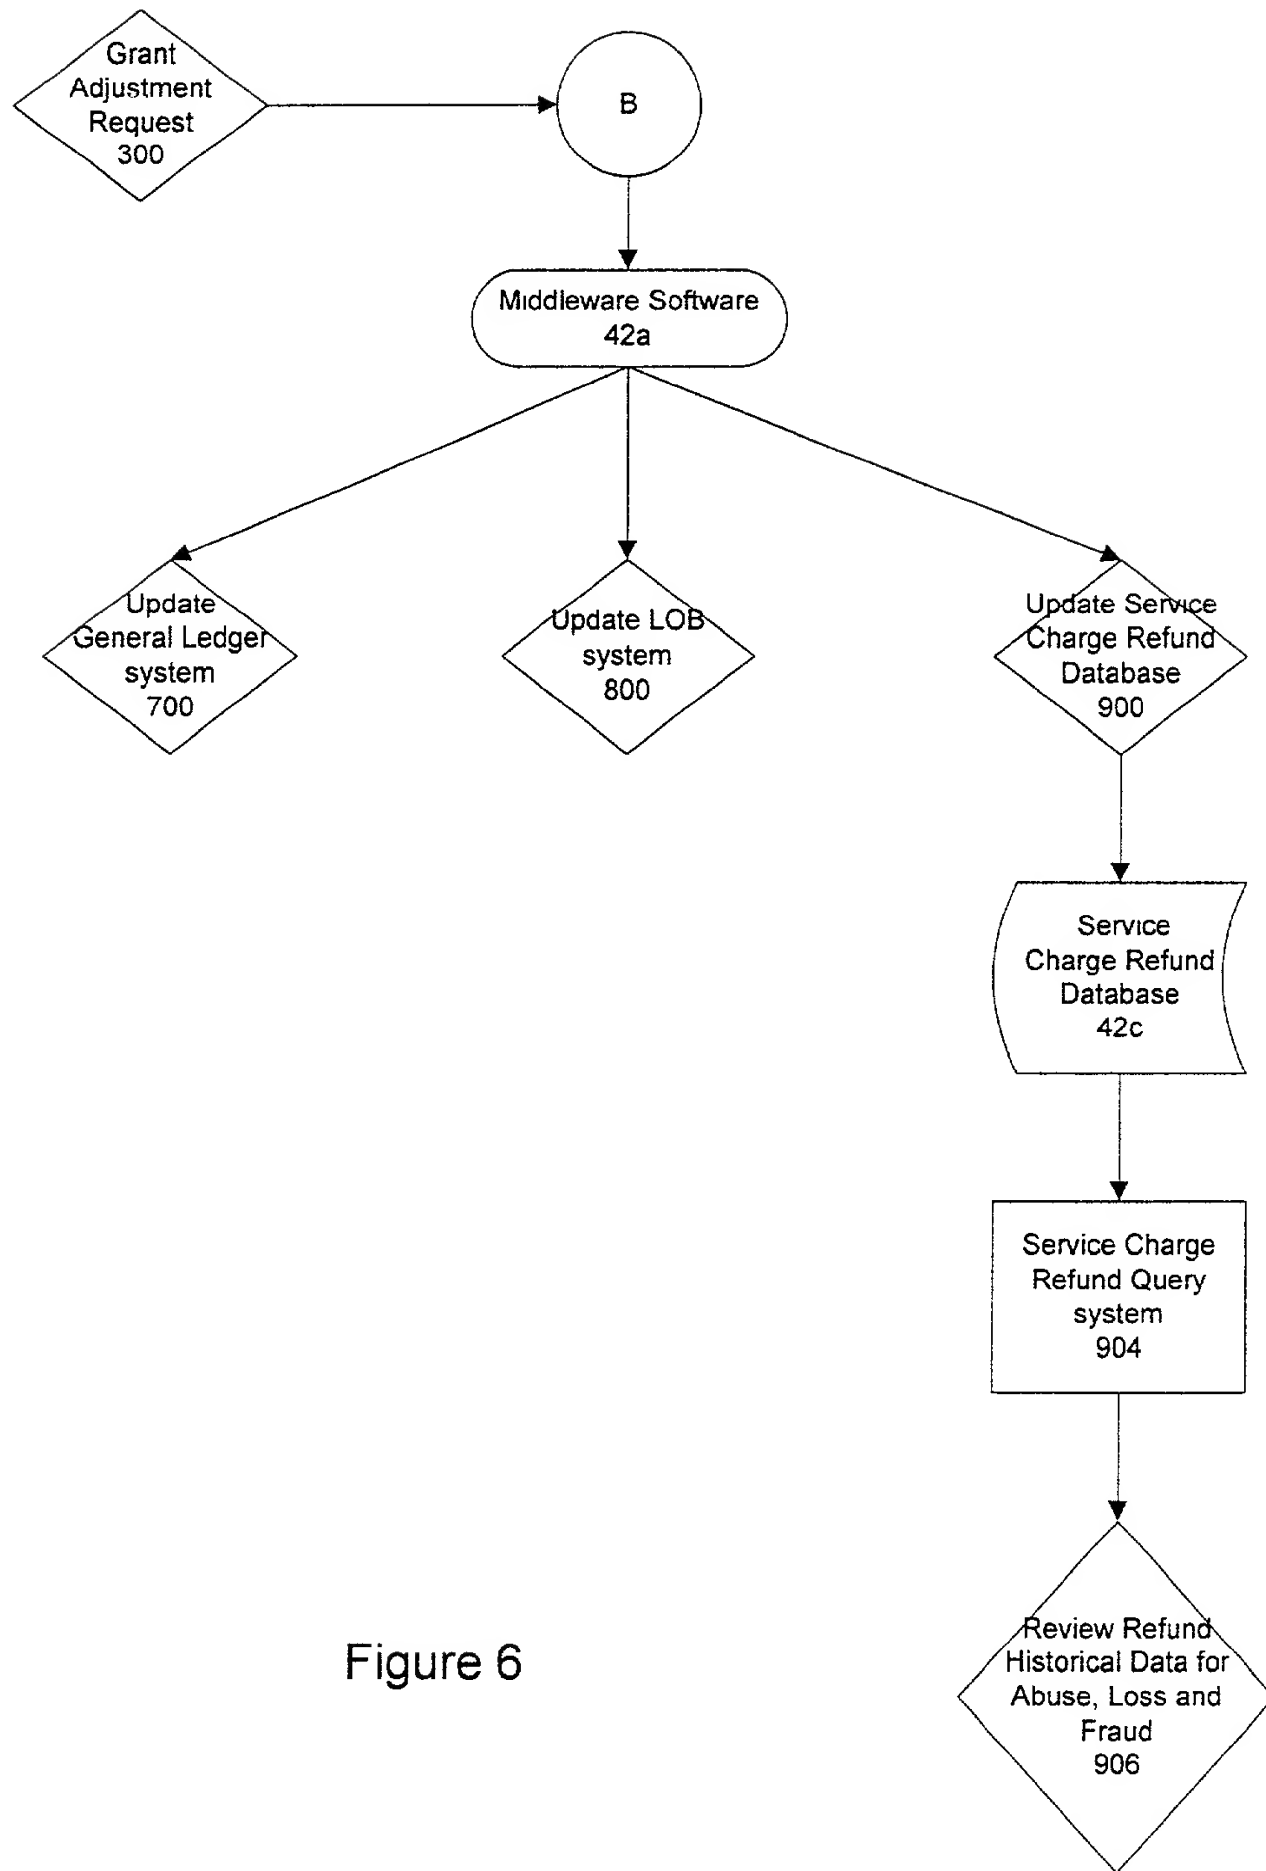 Grant
Adjustment
Request
300
B
Middleware Software
42a
Update
General Ledger
system
700
Update LOB
system
800
Update Service
Charge Refund
Database
900
Service
Charge Refund
Database
42c
Service Charge
Refund Query
system
904
Review Refund
Historical Data for
Abuse, Loss and
Fraud
906
Figure 6